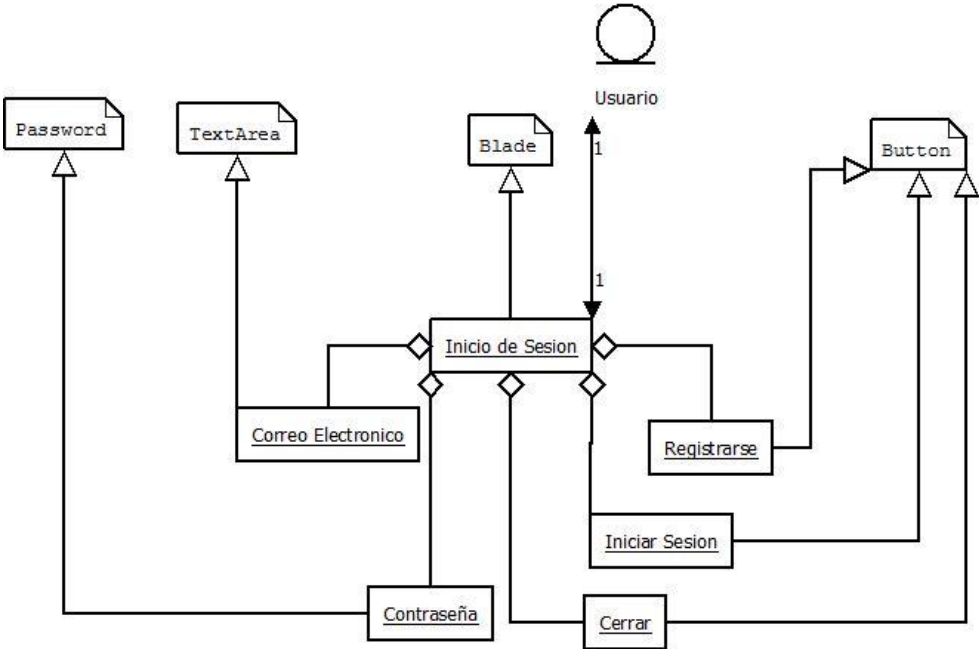 Usuario
Password
TextArea
Blade
Button
1
1
Inicio de Sesion
Correo Electronico
Registrarse
Iniciar Sesion
Contraseña
Cerrar